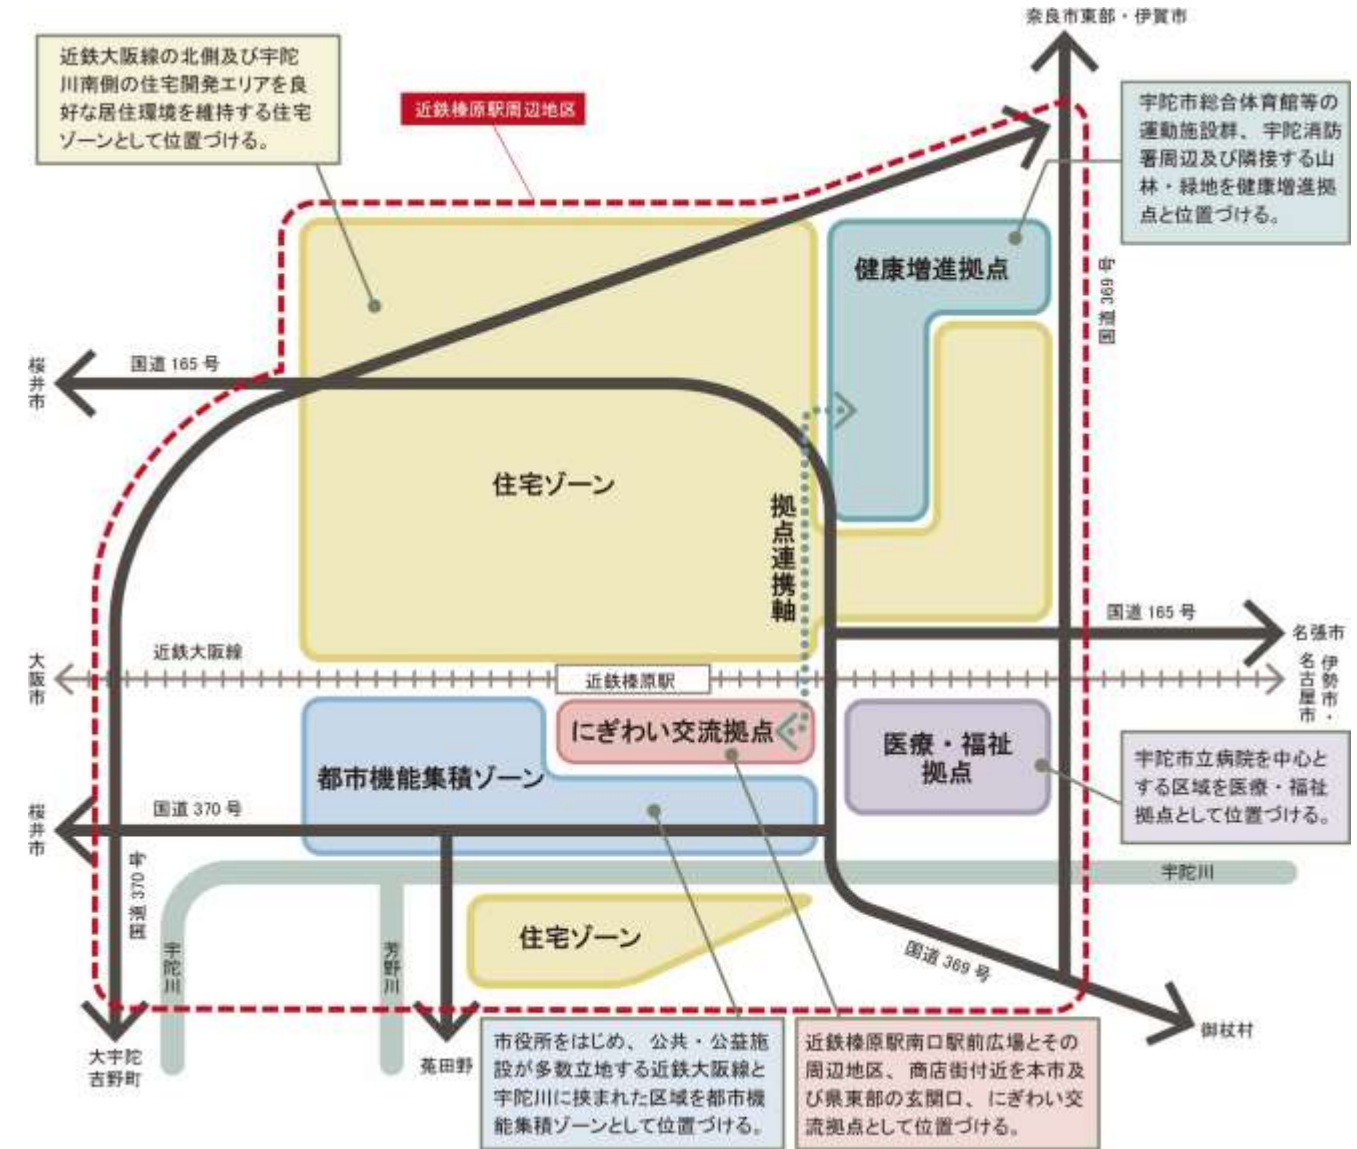 奈良市東部・伊賀市
近鉄大阪線の北側及び宇陀
川南側の住宅開発エリアを良
好な居住環境を維持する住宅
ゾーンとして位置づける。
近鉄榛原駅周辺地区
宇陀市総合体育館等の
運動施設群、宇陀消防
署周辺及び隣接する山
林・緑地を健康増進拠
点と位置づける。
健康増進拠点
国道 369 号
桜井市
国道 165 号
住宅ゾーン
拠点連携軸
国道 165 号
名張市
大阪市
近鉄大阪線
近鉄榛原駅
伊勢市・
名古屋市
にぎわい交流拠点
医療・福祉
拠点
都市機能集積ゾーン
宇陀市立病院を中心と
する区域を医療・福祉
拠点として位置づける。
桜井市
国道 370 号
国道 370 号
宇陀川
宇陀川
芳野川
住宅ゾーン
国道 369 号
御杖村
大宇陀
吉野町
菟田野
市役所をはじめ、公共・公益施
設が多数立地する近鉄大阪線と
宇陀川に挟まれた区域を都市機
能集積ゾーンとして位置づける。
近鉄榛原駅南口駅前広場とその
周辺地区、商店街付近を本市及
び県東部の玄関口、にぎわい交
流拠点として位置づける。